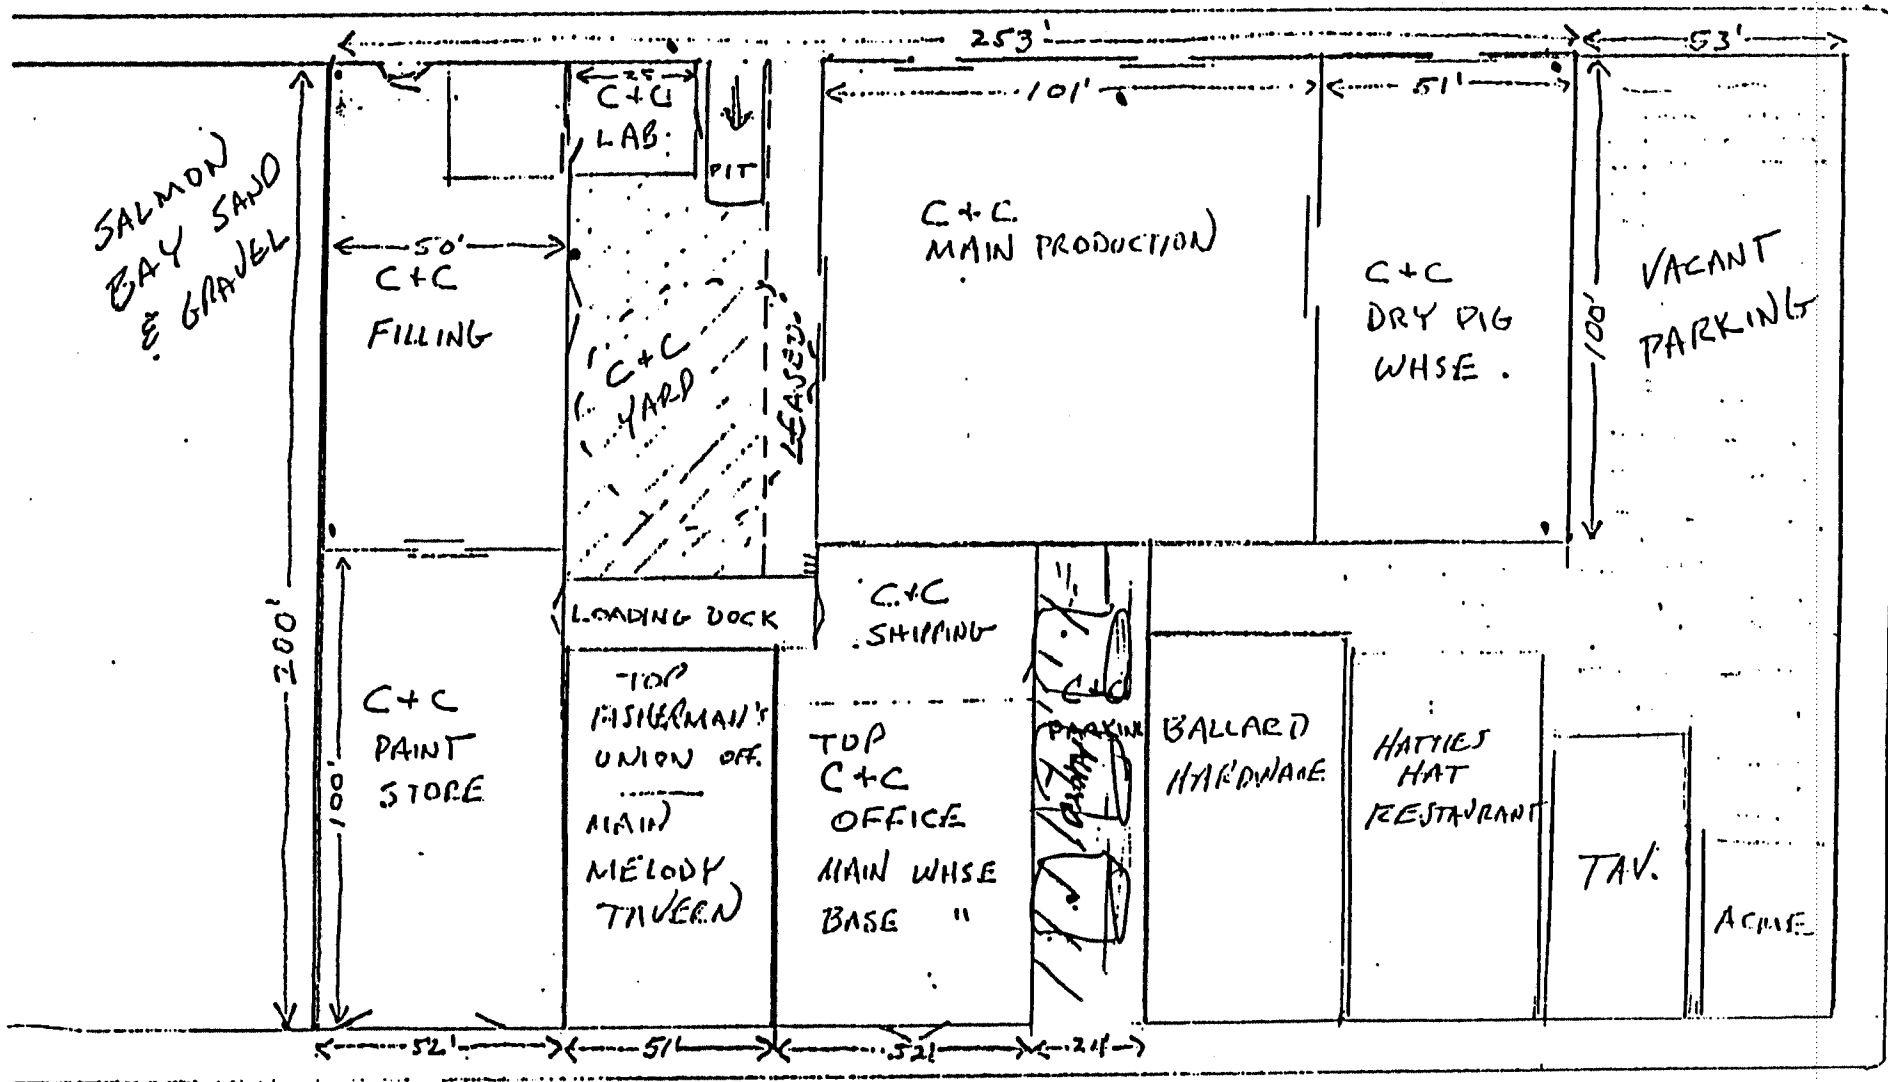 253'
53'
25
C+C
LAB.
PIT
101'
51'
SALMON
BAY SAND
& GRAVEL
50'
C+C
FILLING
C+C
YARD
LEASED
C+C
MAIN PRODUCTION
C+C
DRY PIG
WHSE.
100'
VACANT
PARKING
200'
LOADING DOCK
C+C
SHIPPING
100'
C+C
PAINT
STORE
TOP
FISHERMAN'S
UNION OFF.
MAIN
MELODY
TAVERN
TOP
C+C
OFFICE
MAIN WHSE
BASE "
C+C
PARKING
BALLARD
HARDWARE
HATTIES
HAT
RESTAURANT
TAV.
ACME
52'
51'
52'
24